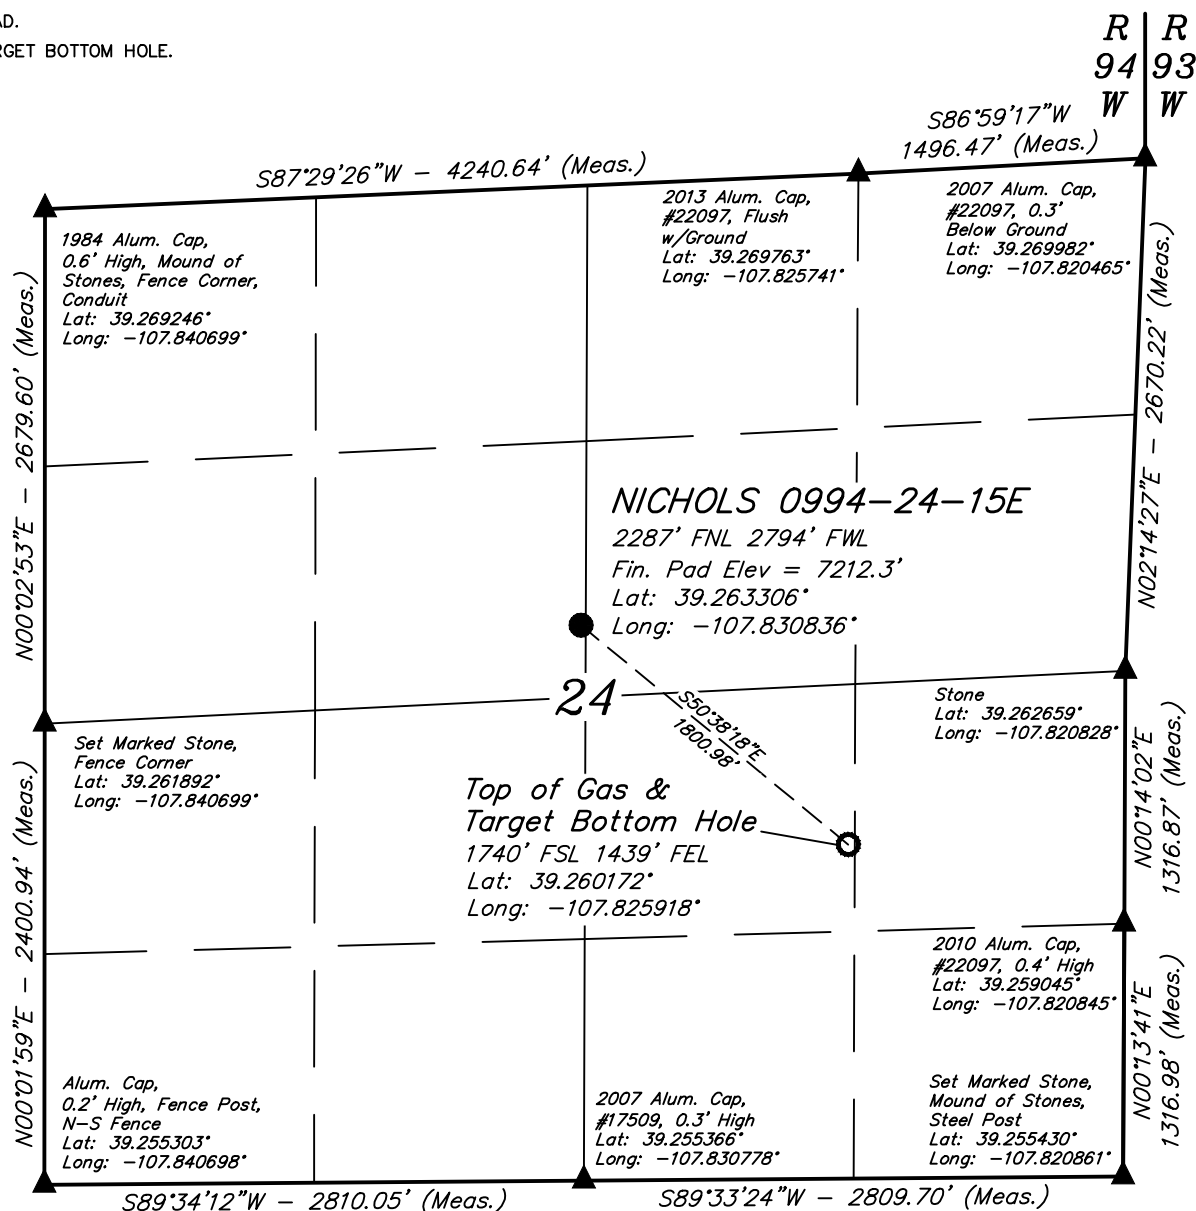 AD.
RGET BOTTOM HOLE.
R R
94 93
W W
S86°59'17"W
1496.47' (Meas.)
S87°29'26"W - 4240.64' (Meas.)
1984 Alum. Cap,
0.6' High, Mound of
Stones, Fence Corner,
Conduit
Lat: 39.269246°
Long: -107.840699°
2013 Alum. Cap,
#22097, Flush
w/Ground
Lat: 39.269763°
Long: -107.825741°
2007 Alum. Cap,
#22097, 0.3'
Below Ground
Lat: 39.269982°
Long: -107.820465°
N00°02'53"E - 2679.60' (Meas.)
N02°14'27"E - 2670.22' (Meas.)
NICHOLS 0994-24-15E
2287' FNL 2794' FWL
Fin. Pad Elev = 7212.3'
Lat: 39.263306°
Long: -107.830836°
24
S50°38'18"E
1800.98'
Stone
Lat: 39.262659°
Long: -107.820828°
Set Marked Stone,
Fence Corner
Lat: 39.261892°
Long: -107.840699°
Top of Gas &
Target Bottom Hole
1740' FSL 1439' FEL
Lat: 39.260172°
Long: -107.825918°
N00°14'02"E
1316.87' (Meas.)
N00°01'59"E - 2400.94' (Meas.)
2010 Alum. Cap,
#22097, 0.4' High
Lat: 39.259045°
Long: -107.820845°
N00°13'41"E
1316.98' (Meas.)
Alum. Cap,
0.2' High, Fence Post,
N-S Fence
Lat: 39.255303°
Long: -107.840698°
2007 Alum. Cap,
#17509, 0.3' High
Lat: 39.255366°
Long: -107.830778°
Set Marked Stone,
Mound of Stones,
Steel Post
Lat: 39.255430°
Long: -107.820861°
S89°34'12"W - 2810.05' (Meas.)
S89°33'24"W - 2809.70' (Meas.)